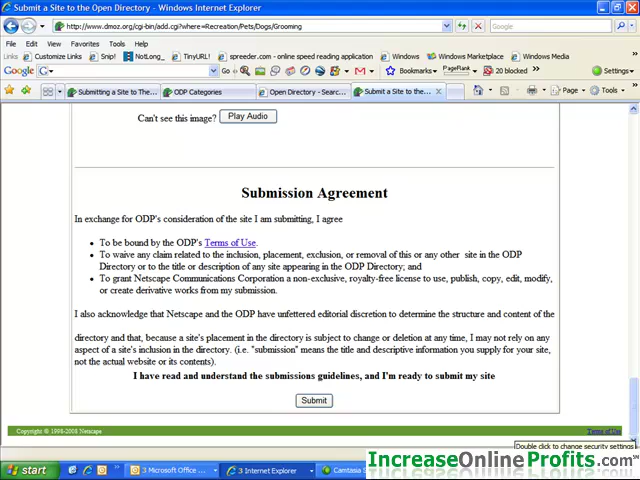 Submit a Site to the Open Directory - Windows Internet Explorer
http://www.dmoz.org/cgi-bin/add.cgi?where=Recreation/Pets/Dogs/Grooming
Google
File Edit View Favorites Tools Help
Links Customize Links Snip! NotLong_ TinyURL! spreeder.com - online speed reading application Windows Windows Marketplace Windows Media
Google G Go Bookmarks PageRank 20 blocked Settings
Submitting a Site to The... ODP Categories Open Directory - Searc... Submit a Site to the... Page Tools
Can't see this image? Play Audio
Submission Agreement
In exchange for ODP's consideration of the site I am submitting, I agree
• To be bound by the ODP's Terms of Use.
• To waive any claim related to the inclusion, placement, exclusion, or removal of this or any other site in the ODP
Directory or to the title or description of any site appearing in the ODP Directory; and
• To grant Netscape Communications Corporation a non-exclusive, royalty-free license to use, publish, copy, edit, modify,
or create derivative works from my submission.
I also acknowledge that Netscape and the ODP have unfettered editorial discretion to determine the structure and content of the
directory and that, because a site's placement in the directory is subject to change or deletion at any time, I may not rely on any
aspect of a site's inclusion in the directory. (i.e. "submission" means the title and descriptive information you supply for your site,
not the actual website or its contents).
I have read and understand the submissions guidelines, and I'm ready to submit my site
Submit
Copyright © 1998-2008 Netscape Terms of Use
Double click to change security settings
start 3 Microsoft Office ... 3 Internet Explorer Camtasia
IncreaseOnlineProfits.com℠